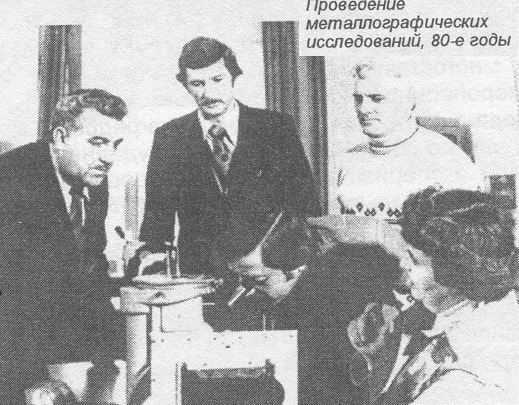 Проведение
металлографических
исследований, 80-е годы